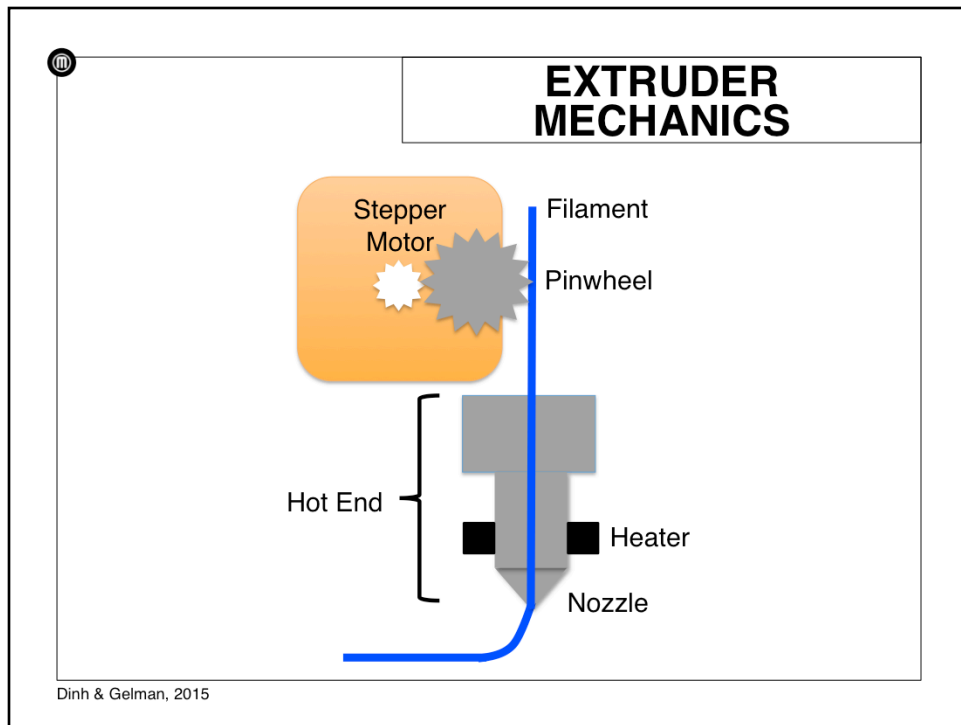 EXTRUDER
MECHANICS
Stepper
Motor
Filament
Pinwheel
Hot End
Heater
Nozzle
Dinh & Gelman, 2015